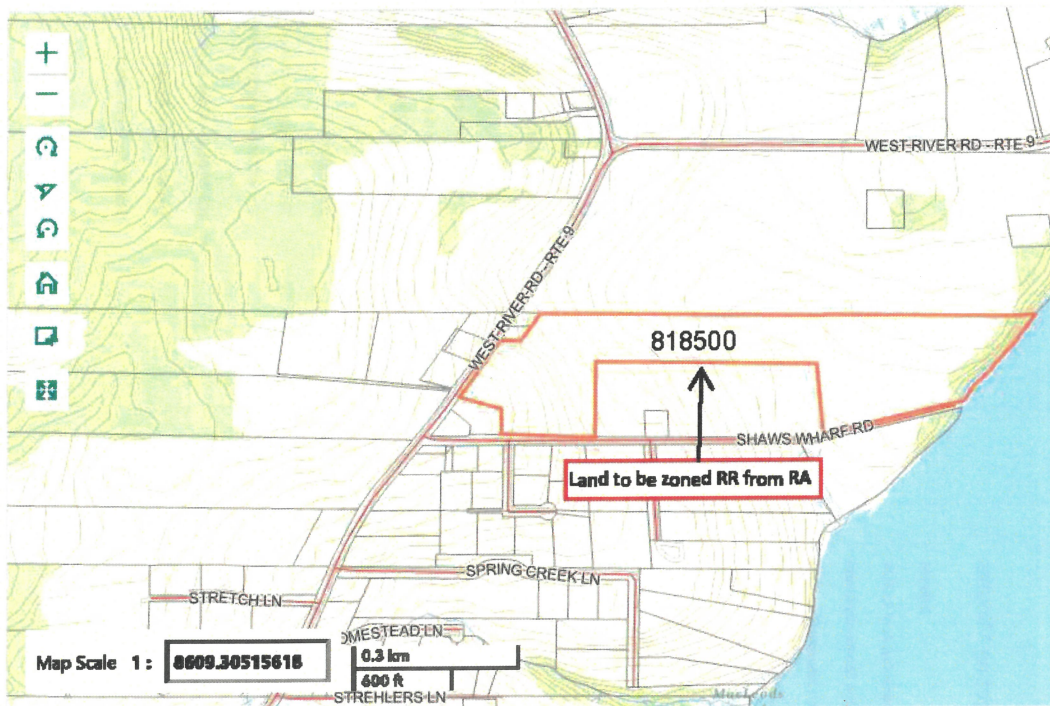 WEST RIVER RD - RTE 9
WEST RIVER RD - RTE 9
818500
SHAWS WHARF RD
Land to be zoned RR from RA
SPRING CREEK LN
STRETCH LN
OMESTEAD LN
Map Scale 1 : 8609.30515618
0.3 km
600 ft
STREHLERS LN
MacLeods